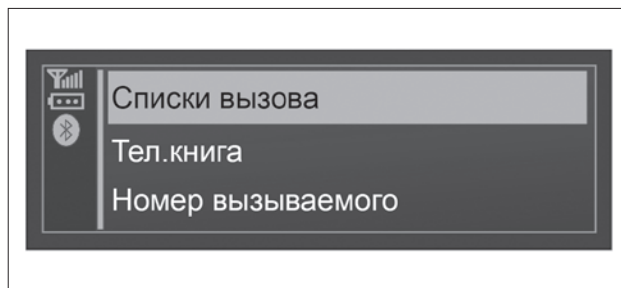 Списки вызова
Тел.книга
Номер вызываемого